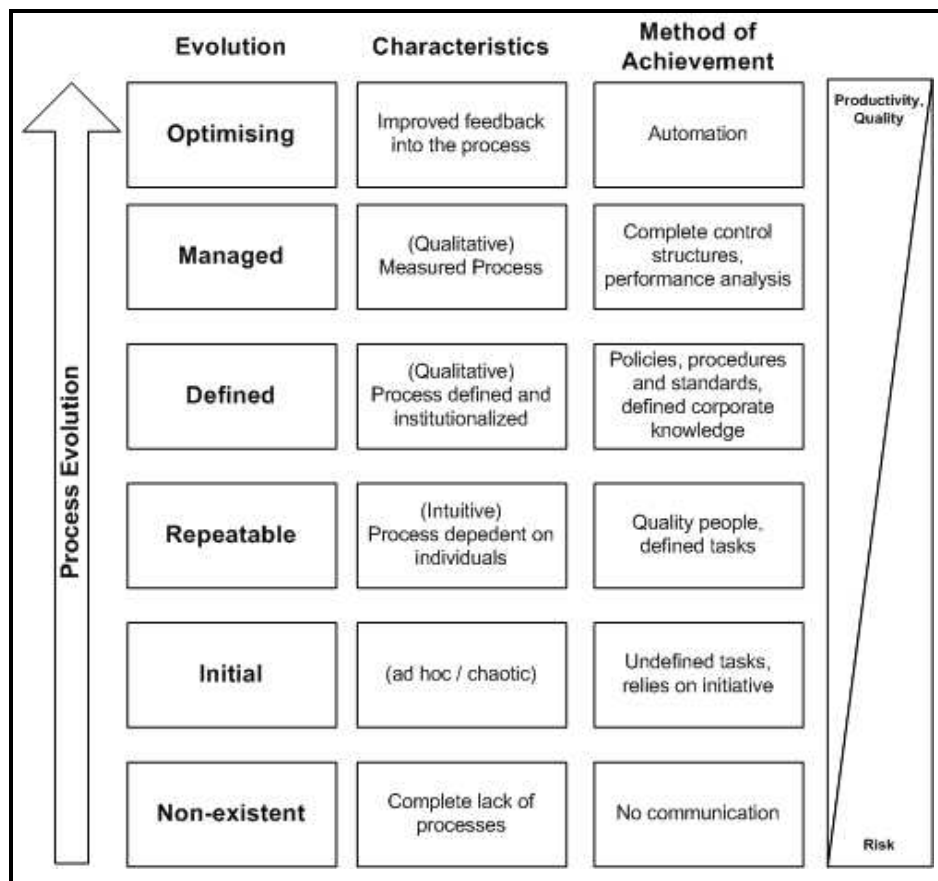 Evolution
Characteristics
Method of
Achievement
Optimising
Improved feedback
into the process
Automation
Productivity,
Quality
Managed
(Qualitative)
Measured Process
Complete control
structures,
performance analysis
Defined
(Qualitative)
Process defined and
institutionalized
Policies, procedures
and standards,
defined corporate
knowledge
Process Evolution
Repeatable
(Intuitive)
Process depedent on
individuals
Quality people,
defined tasks
Initial
(ad hoc / chaotic)
Undefined tasks,
relies on initiative
Non-existent
Complete lack of
processes
No communication
Risk